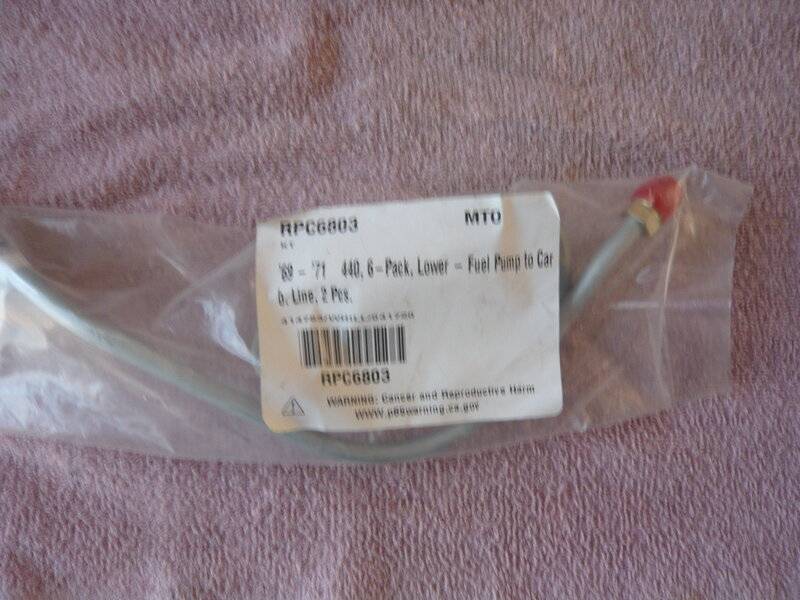 RPC6803 MTO
'69 - '71 440, 6-Pack, Lower - Fuel Pump to Car
b. Line, 2 Pcs.
RPC6803
WARNING: Cancer and Reproductive Harm
www.p65warning.ca.gov